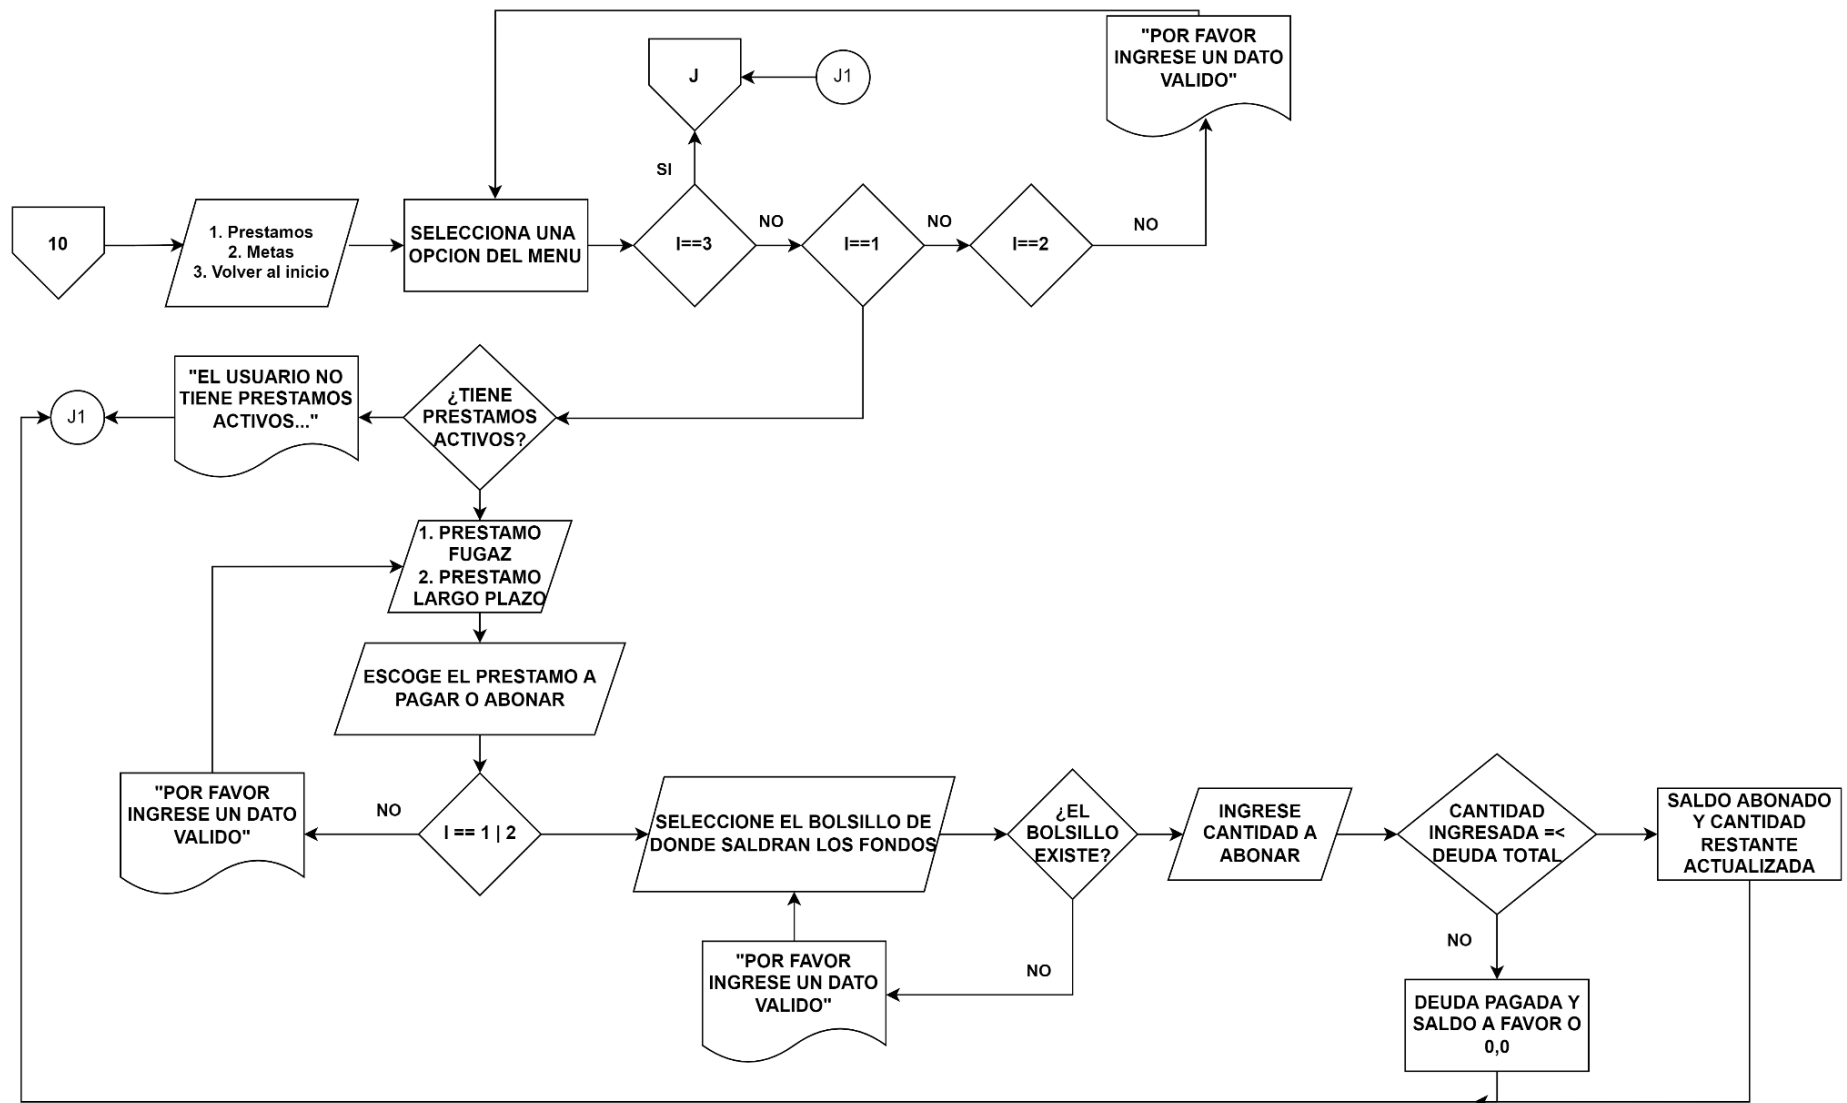 "POR FAVOR
INGRESE UN DATO
VALIDO"
J
J1
SI
10
1. Prestamos
2. Metas
3. Volver al inicio
SELECCIONA UNA
OPCION DEL MENU
I==3
NO
I==1
NO
I==2
NO
J1
"EL USUARIO NO
TIENE PRESTAMOS
ACTIVOS..."
¿TIENE
PRESTAMOS
ACTIVOS?
1. PRESTAMO
FUGAZ
2. PRESTAMO
LARGO PLAZO
ESCOGE EL PRESTAMO A
PAGAR O ABONAR
"POR FAVOR
INGRESE UN DATO
VALIDO"
NO
I == 1 | 2
SELECCIONE EL BOLSILLO DE
DONDE SALDRAN LOS FONDOS
¿EL
BOLSILLO
EXISTE?
INGRESE
CANTIDAD A
ABONAR
CANTIDAD
INGRESADA =<
DEUDA TOTAL
SALDO ABONADO
Y CANTIDAD
RESTANTE
ACTUALIZADA
"POR FAVOR
INGRESE UN DATO
VALIDO"
NO
NO
DEUDA PAGADA Y
SALDO A FAVOR O
0,0